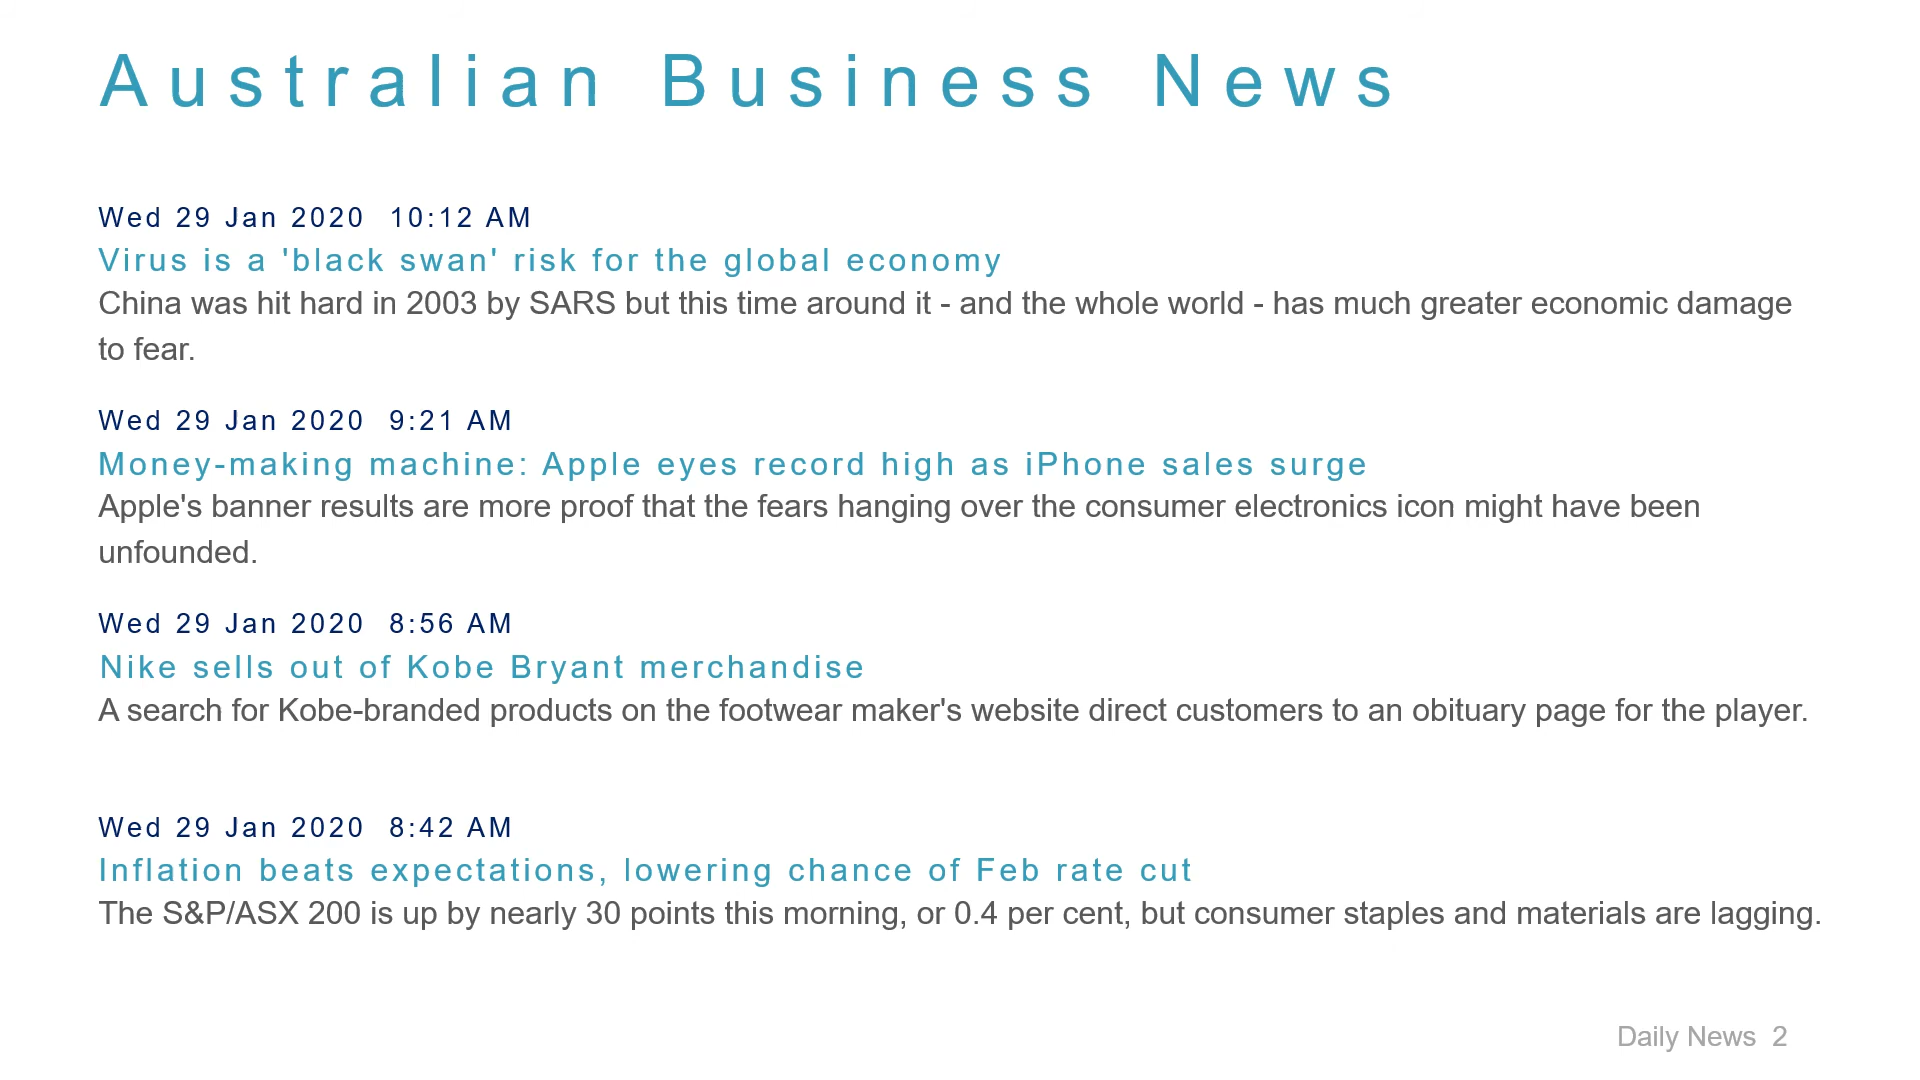 Australian Business News
Wed 29 Jan 2020 10:12 AM
Virus is a 'black swan' risk for the global economy
China was hit hard in 2003 by SARS but this time around it - and the whole world - has much greater economic damage
to fear.
Wed 29 Jan 2020 9:21 AM
Money-making machine: Apple eyes record high as iPhone sales surge
Apple's banner results are more proof that the fears hanging over the consumer electronics icon might have been
unfounded.
Wed 29 Jan 2020 8:56 AM
Nike sells out of Kobe Bryant merchandise
A search for Kobe-branded products on the footwear maker's website direct customers to an obituary page for the player.
Wed 29 Jan 2020 8:42 AM
Inflation beats expectations, lowering chance of Feb rate cut
The S&P/ASX 200 is up by nearly 30 points this morning, or 0.4 per cent, but consumer staples and materials are lagging.
Daily News 2